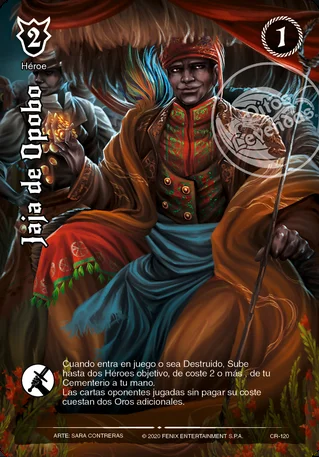 2
1
Héroe
Jaja de Opobo
Mitos y
Leyendas
Cuando entra en juego o sea Destruido, Sube
hasta dos Héroes objetivo, de coste 2 o más , de tu
Cementerio a tu mano.
Las cartas oponentes jugadas sin pagar su coste
cuestan dos Oros adicionales.
ARTE: SARA CONTRERAS
© 2020 FENIX ENTERTAINMENT S.P.A.
CR-120